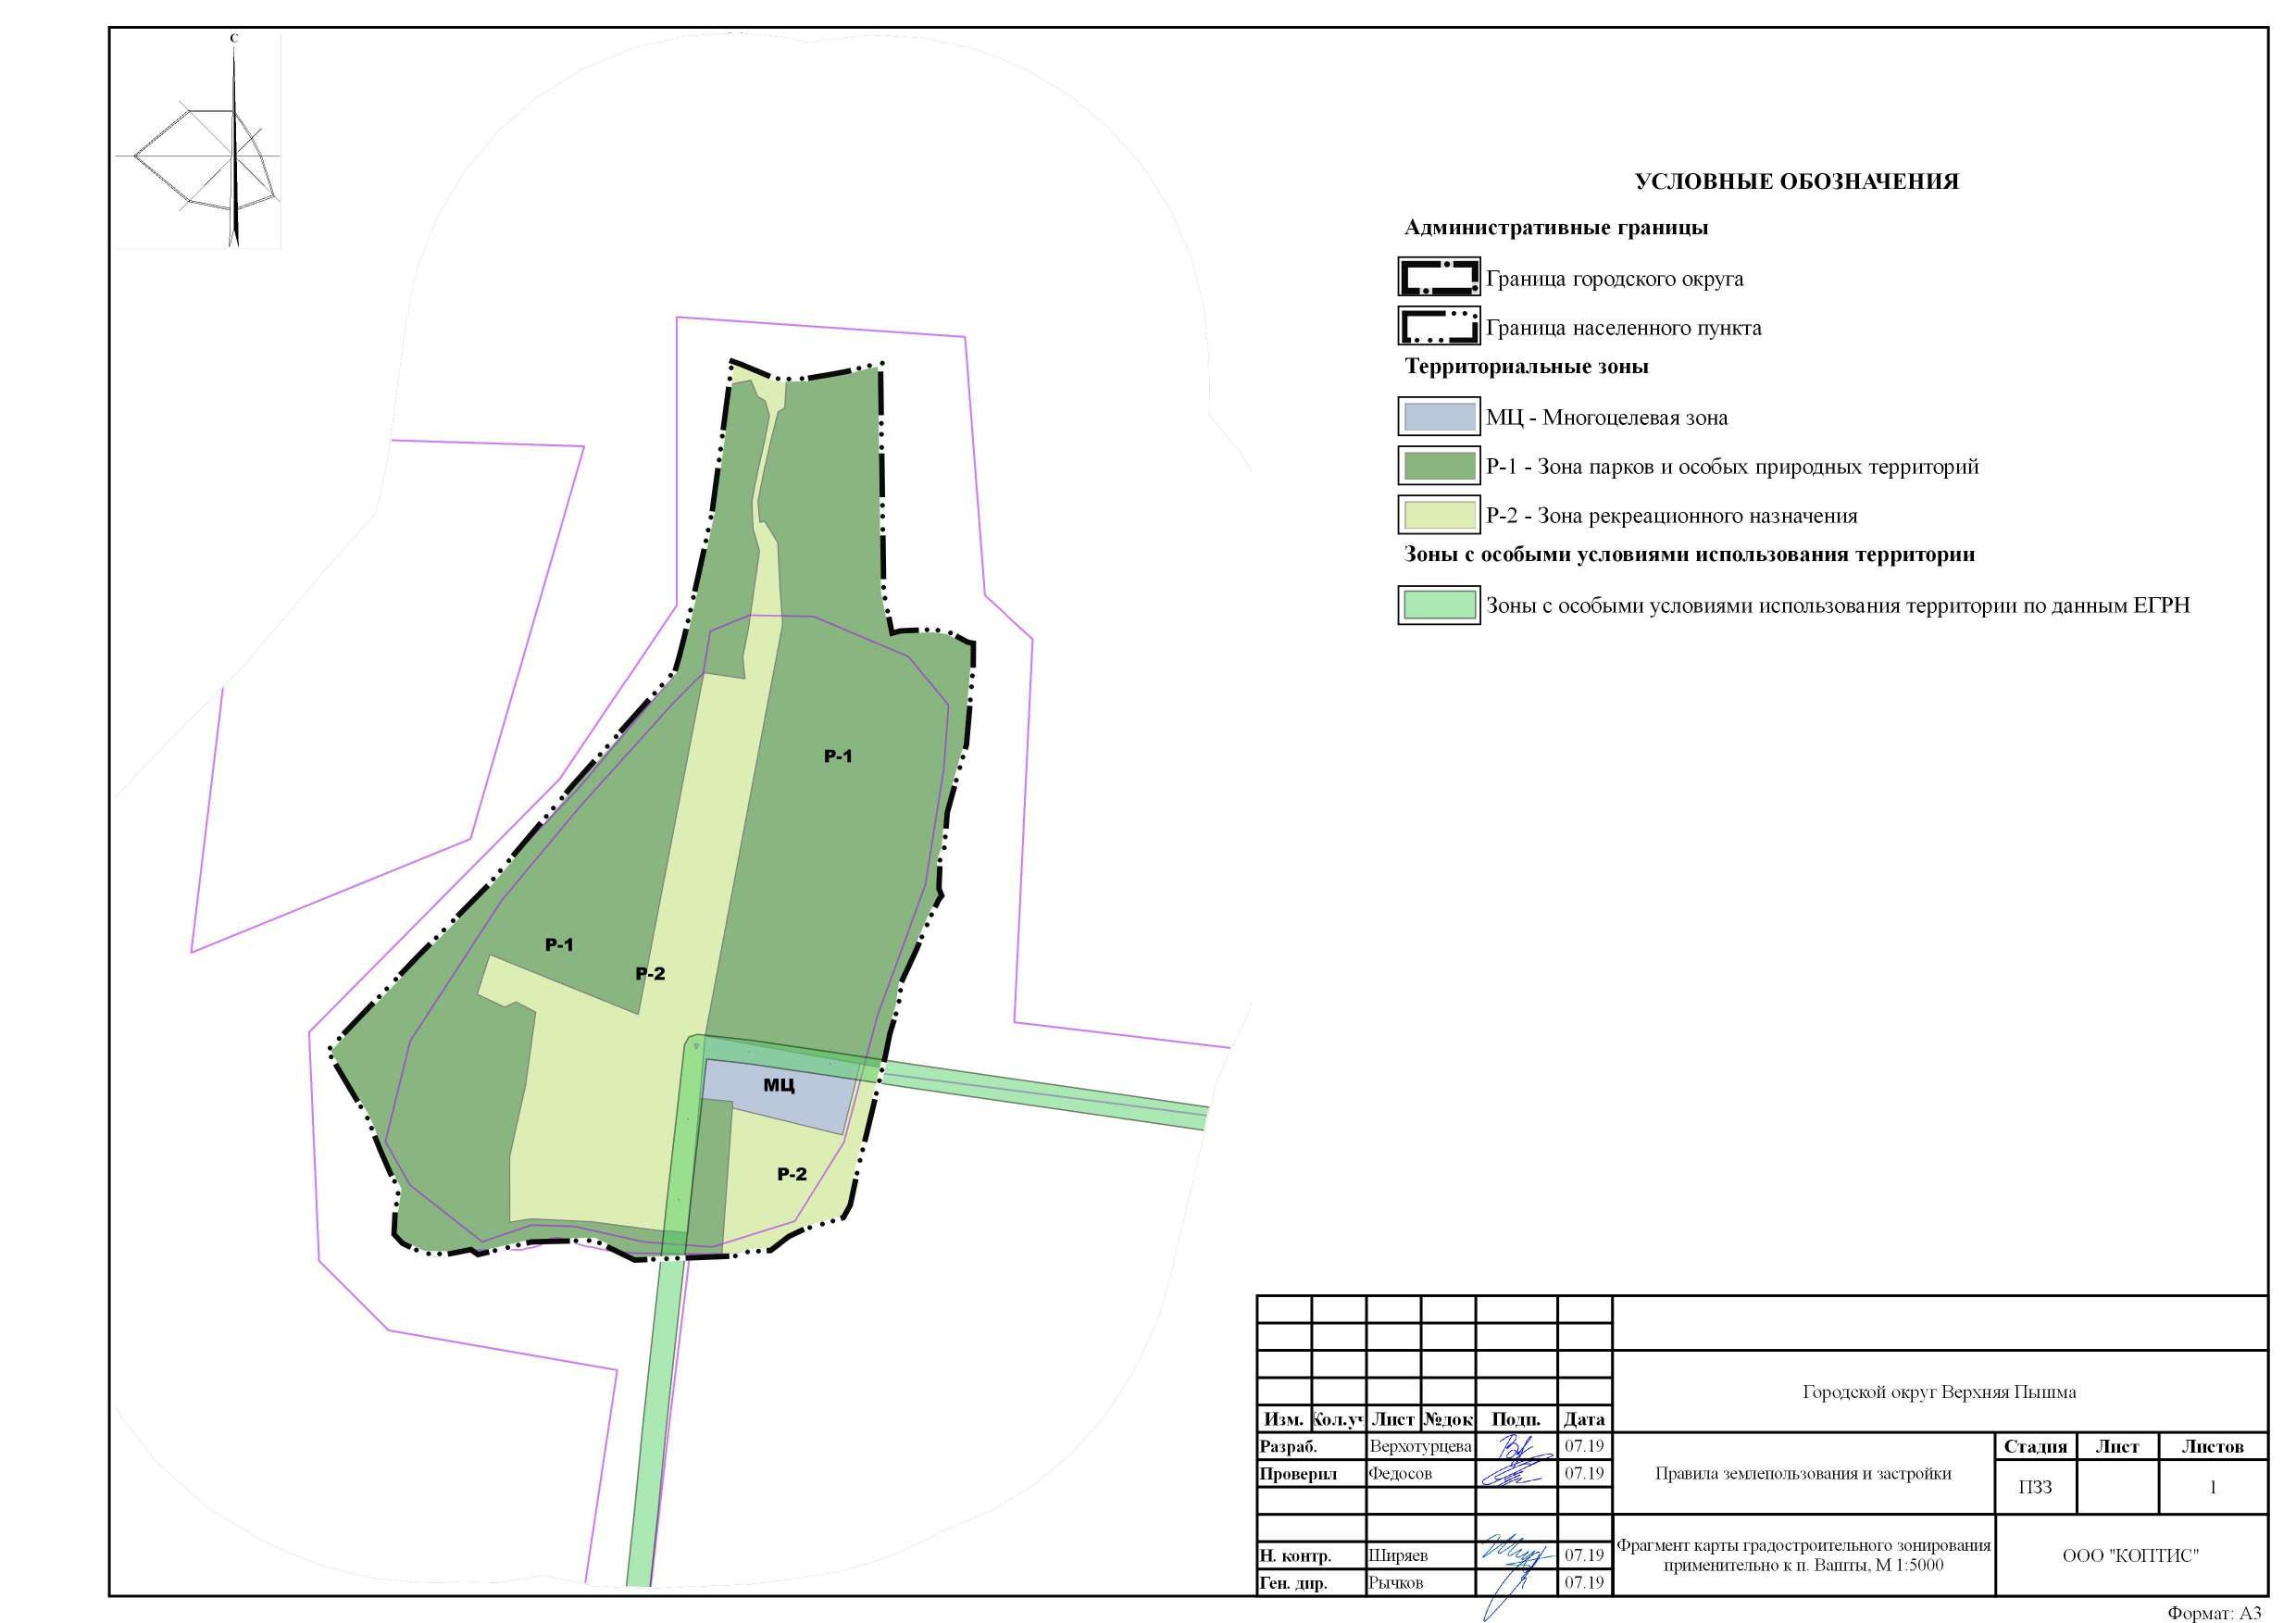 С
УСЛОВНЫЕ ОБОЗНАЧЕНИЯ
Административные границы
Граница городского округа
Граница населенного пункта
Территориальные зоны
МЦ - Многоцелевая зона
Р-1 - Зона парков и особых природных территорий
Р-2 - Зона рекреационного назначения
Зоны с особыми условиями использования территории
Зоны с особыми условиями использования территории по данным ЕГРН
Р-1
Р-1
Р-2
МЦ
Р-2
Городской округ Верхняя Пышма
Изм. Кол.уч Лист №док Подп. Дата
Разраб. Верхотурцева 07.19
Проверил Федосов 07.19
Правила землепользования и застройки
Стадия Лист Листов
ПЗЗ 1
Н. контр. Ширяев 07.19
Ген. дир. Рычков 07.19
Фрагмент карты градостроительного зонирования
применительно к п. Вашты, М 1:5000
ООО "КОПТИС"
Формат: А3